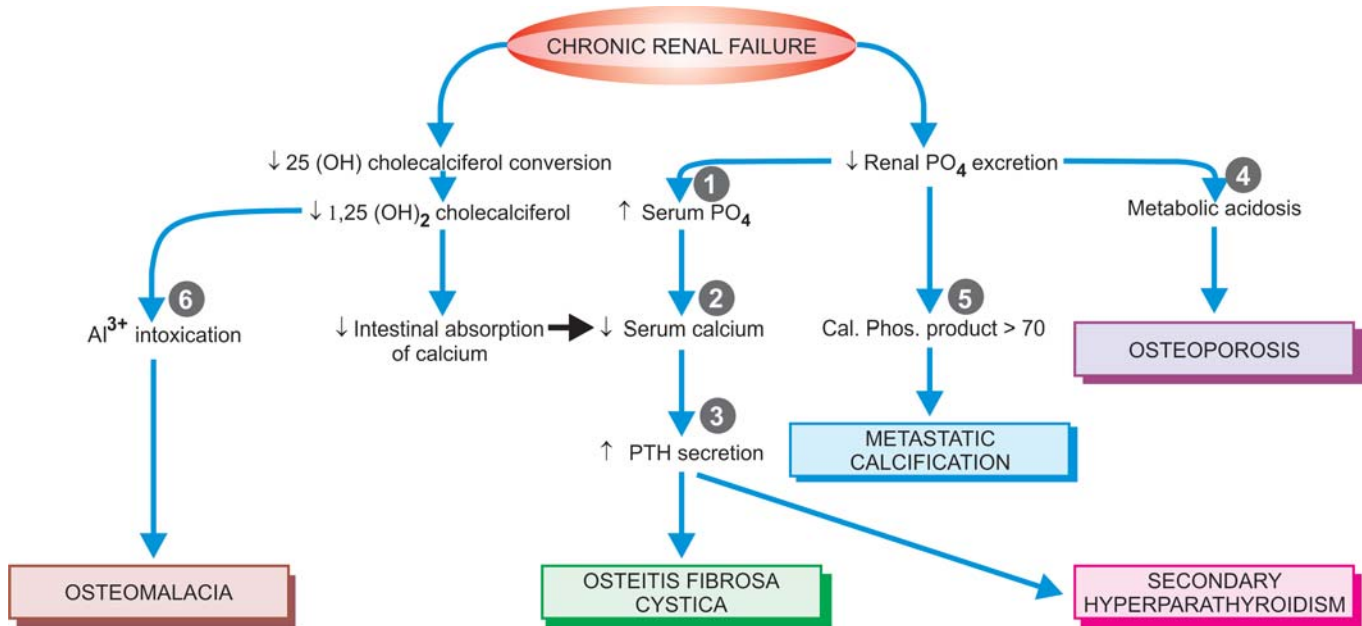 CHRONIC RENAL FAILURE
↓ 25 (OH) cholecalciferol conversion
↓ Renal PO₄ excretion
1
4
↓ 1,25 (OH)₂ cholecalciferol
↑ Serum PO₄
Metabolic acidosis
6
2
5
Al³⁺ intoxication
↓ Intestinal absorption
of calcium
↓ Serum calcium
Cal. Phos. product > 70
OSTEOPOROSIS
3
↑ PTH secretion
METASTATIC
CALCIFICATION
OSTEOMALACIA
OSTEITIS FIBROSA
CYSTICA
SECONDARY
HYPERPARATHYROIDISM